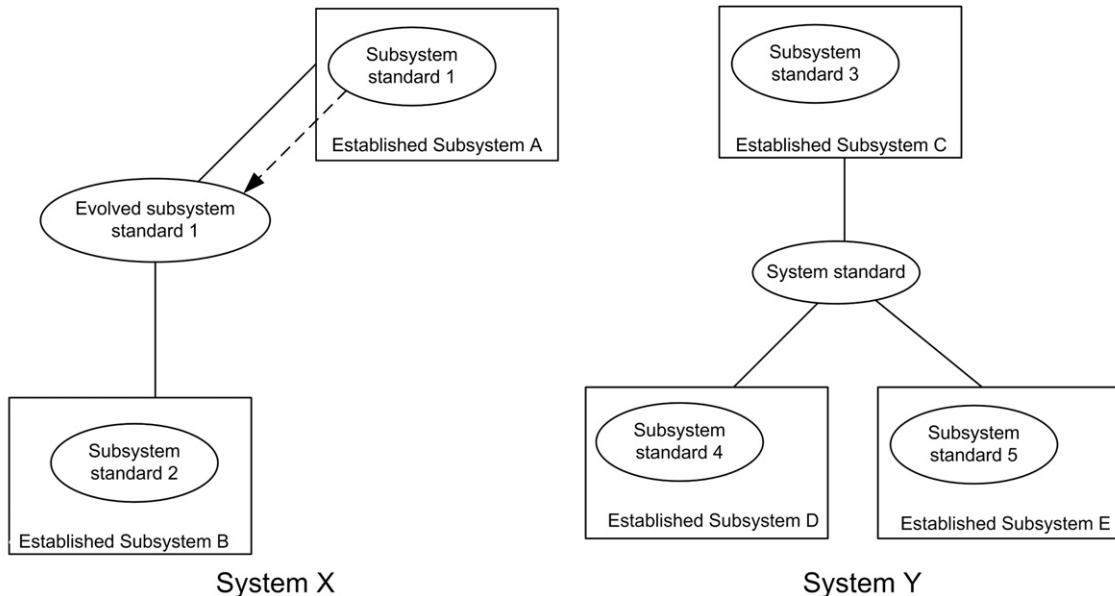 Subsystem
standard 1
Established Subsystem A
Evolved subsystem
standard 1
Subsystem
standard 2
Established Subsystem B
System X
Subsystem
standard 3
Established Subsystem C
System standard
Subsystem
standard 4
Established Subsystem D
Subsystem
standard 5
Established Subsystem E
System Y